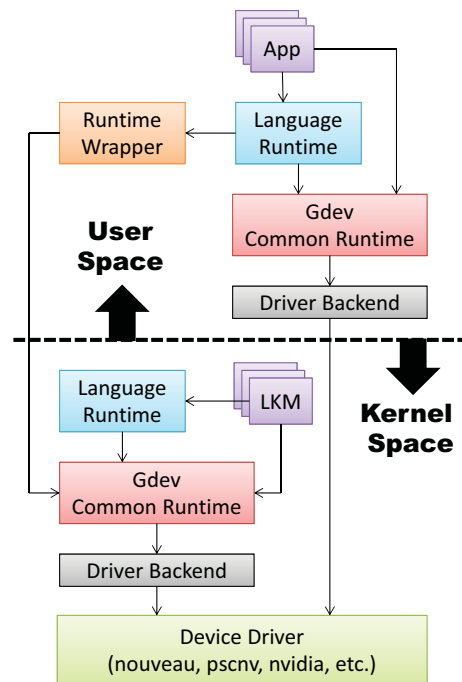 App
Runtime
Wrapper
Language
Runtime
Gdev
Common Runtime
User
Space
Driver Backend
Language
Runtime
LKM
Kernel
Space
Gdev
Common Runtime
Driver Backend
Device Driver
(nouveau, pscnv, nvidia, etc.)